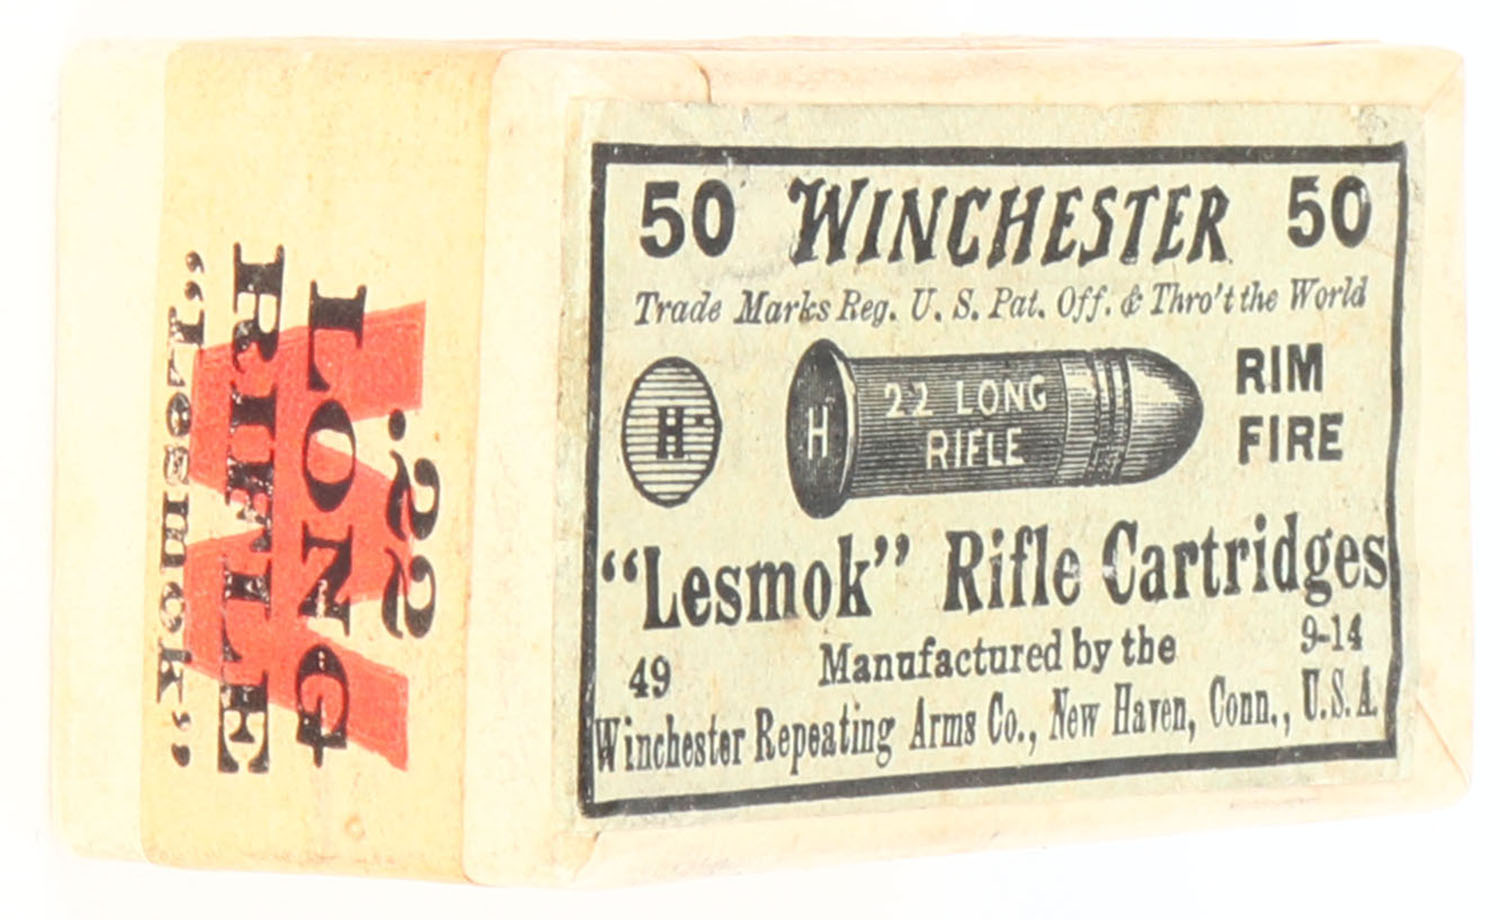 50 WINCHESTER 50
Trade Marks Reg. U. S. Pat. Off. & Thro't the World
H
H
22 LONG
RIFLE
RIM
FIRE
"Lesmok" Rifle Cartridges
49 Manufactured by the 9-14
Winchester Repeating Arms Co., New Haven, Conn., U.S.A.
W
.22
LONG
RIFLE
"Lesmok"